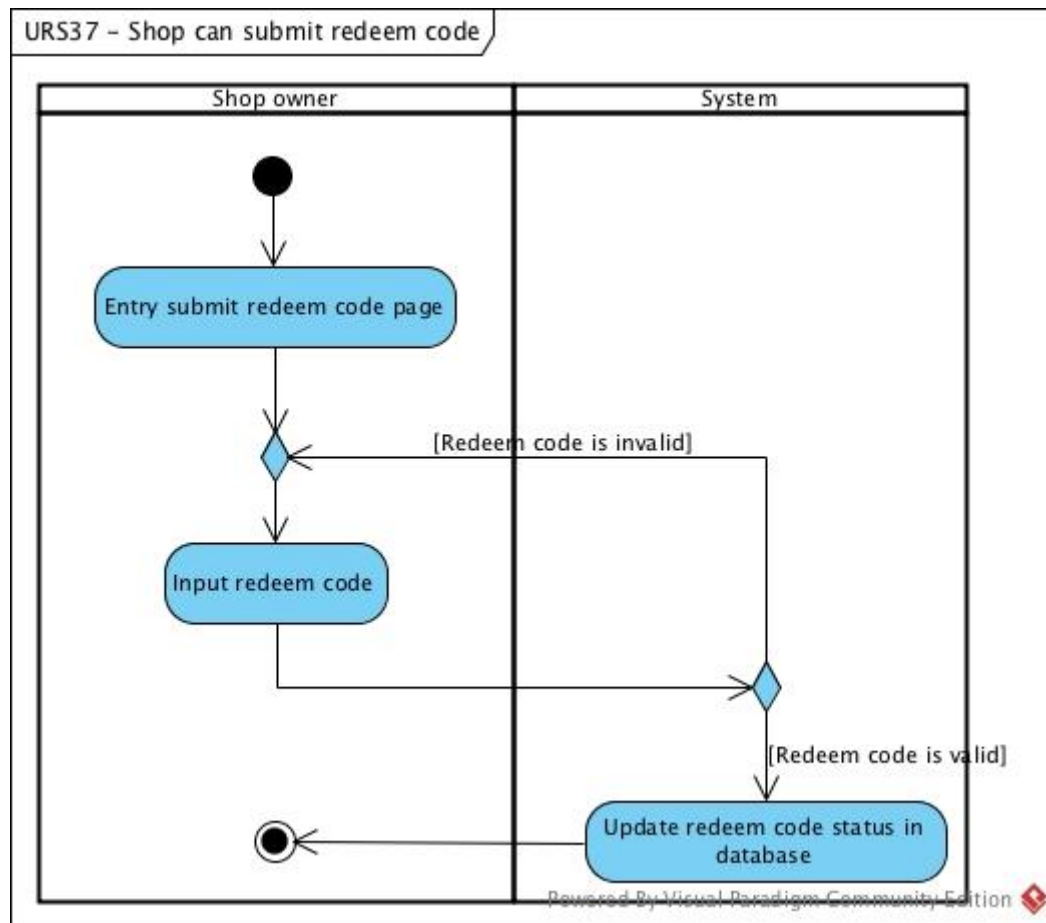 URS37 - Shop can submit redeem code
Shop owner
System
Entry submit redeem code page
[Redeem code is invalid]
Input redeem code
[Redeem code is valid]
Update redeem code status in
database
Powered By Visual Paradigm Community Edition